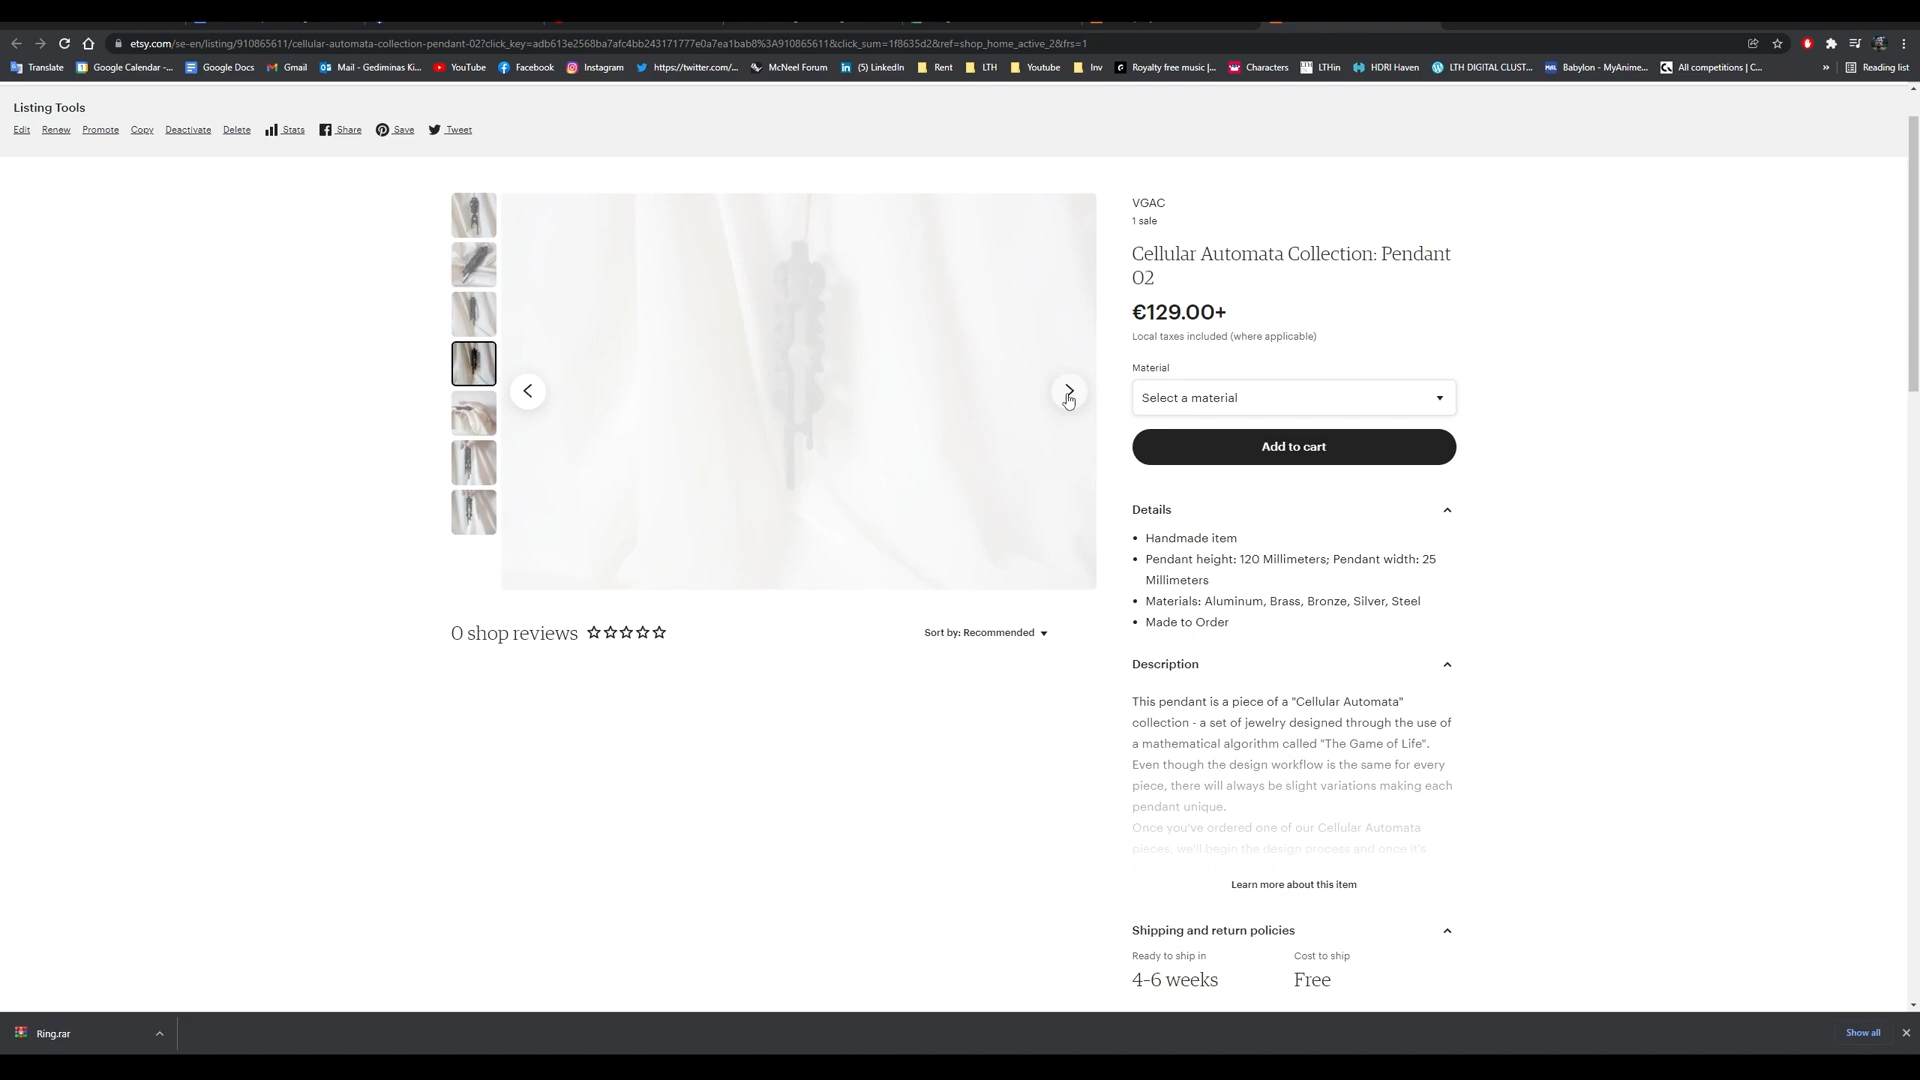 etsy.com/se-en/listing/910865611/cellular-automata-collection-pendant-02?click_key=adb613e2568ba7afc4bb243171777e0a7ea1bab8%3A910865611&click_sum=1f8635d2&ref=shop_home_active_2&frs=1
Translate Google Calendar -... Google Docs Gmail Mail - Gediminas Ki... YouTube Facebook Instagram https://twitter.com/... McNeel Forum (5) LinkedIn Rent LTH Youtube Inv Royalty free music |... Characters LTHin HDRI Haven LTH DIGITAL CLUST... Babylon - MyAnime... All competitions | C... » Reading list
Listing Tools
Edit Renew Promote Copy Deactivate Delete Stats Share Save Tweet
VGAC
1 sale
Cellular Automata Collection: Pendant
02
€129.00+
Local taxes included (where applicable)
Material
Select a material
Add to cart
Details
• Handmade item
• Pendant height: 120 Millimeters; Pendant width: 25
Millimeters
• Materials: Aluminum, Brass, Bronze, Silver, Steel
• Made to Order
0 shop reviews
Sort by: Recommended
Description
This pendant is a piece of a "Cellular Automata"
collection - a set of jewelry designed through the use of
a mathematical algorithm called "The Game of Life".
Even though the design workflow is the same for every
piece, there will always be slight variations making each
pendant unique.
Once you've ordered one of our Cellular Automata
pieces, we'll begin the design process and once it's
Learn more about this item
Shipping and return policies
Ready to ship in Cost to ship
4-6 weeks Free
Ring.rar
Show all